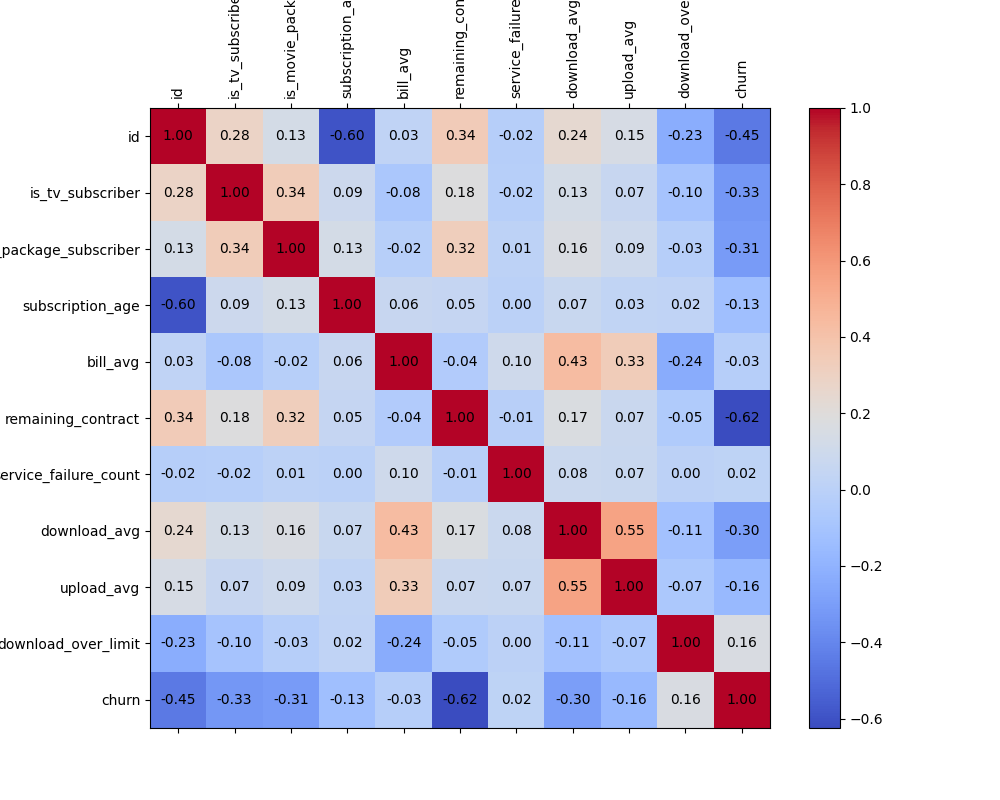 id is_tv_subscribe is_movie_pack subscription_a bill_avg remaining_con service_failure download_avg upload_avg download_ove churn
id 1.00 0.28 0.13 -0.60 0.03 0.34 -0.02 0.24 0.15 -0.23 -0.45
is_tv_subscriber 0.28 1.00 0.34 0.09 -0.08 0.18 -0.02 0.13 0.07 -0.10 -0.33
_package_subscriber 0.13 0.34 1.00 0.13 -0.02 0.32 0.01 0.16 0.09 -0.03 -0.31
subscription_age -0.60 0.09 0.13 1.00 0.06 0.05 0.00 0.07 0.03 0.02 -0.13
bill_avg 0.03 -0.08 -0.02 0.06 1.00 -0.04 0.10 0.43 0.33 -0.24 -0.03
remaining_contract 0.34 0.18 0.32 0.05 -0.04 1.00 -0.01 0.17 0.07 -0.05 -0.62
ervice_failure_count -0.02 -0.02 0.01 0.00 0.10 -0.01 1.00 0.08 0.07 0.00 0.02
download_avg 0.24 0.13 0.16 0.07 0.43 0.17 0.08 1.00 0.55 -0.11 -0.30
upload_avg 0.15 0.07 0.09 0.03 0.33 0.07 0.07 0.55 1.00 -0.07 -0.16
download_over_limit -0.23 -0.10 -0.03 0.02 -0.24 -0.05 0.00 -0.11 -0.07 1.00 0.16
churn -0.45 -0.33 -0.31 -0.13 -0.03 -0.62 0.02 -0.30 -0.16 0.16 1.00
1.0
0.8
0.6
0.4
0.2
0.0
−0.2
−0.4
−0.6